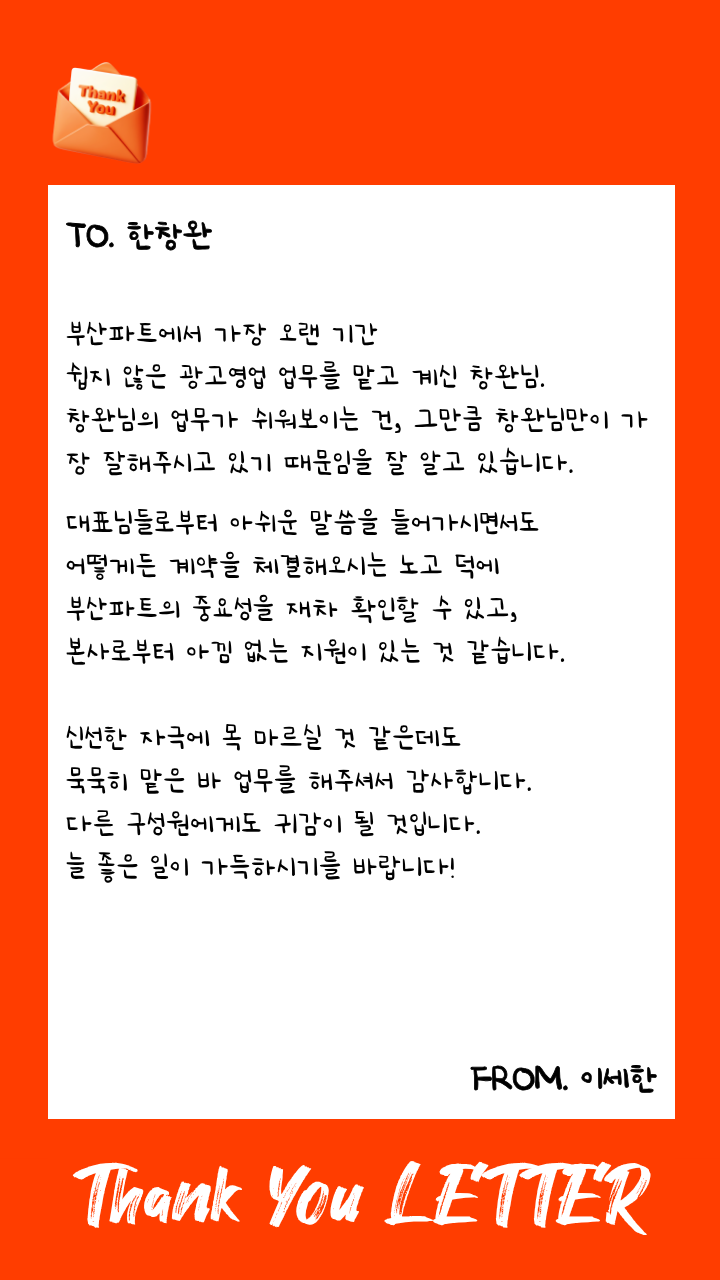 Thank
You
TO. 한창완
부산파트에서 가장 오랜 기간
쉽지 않은 광고영업 업무를 맡고 계신 창완님.
창완님의 업무가 쉬워보이는 건, 그만큼 창완님만이 가
장 잘해주시고 있기 때문임을 잘 알고 있습니다.
대표님들로부터 아쉬운 말씀을 들어가시면서도
어떻게든 계약을 체결해오시는 노고 덕에
부산파트의 중요성을 재차 확인할 수 있고,
본사로부터 아낌 없는 지원이 있는 것 같습니다.
신선한 자극에 목 마르실 것 같은데도
묵묵히 맡은 바 업무를 해주셔서 감사합니다.
다른 구성원에게도 귀감이 될 것입니다.
늘 좋은 일이 가득하시기를 바랍니다!
FROM. 이세한
Thank You LETTER